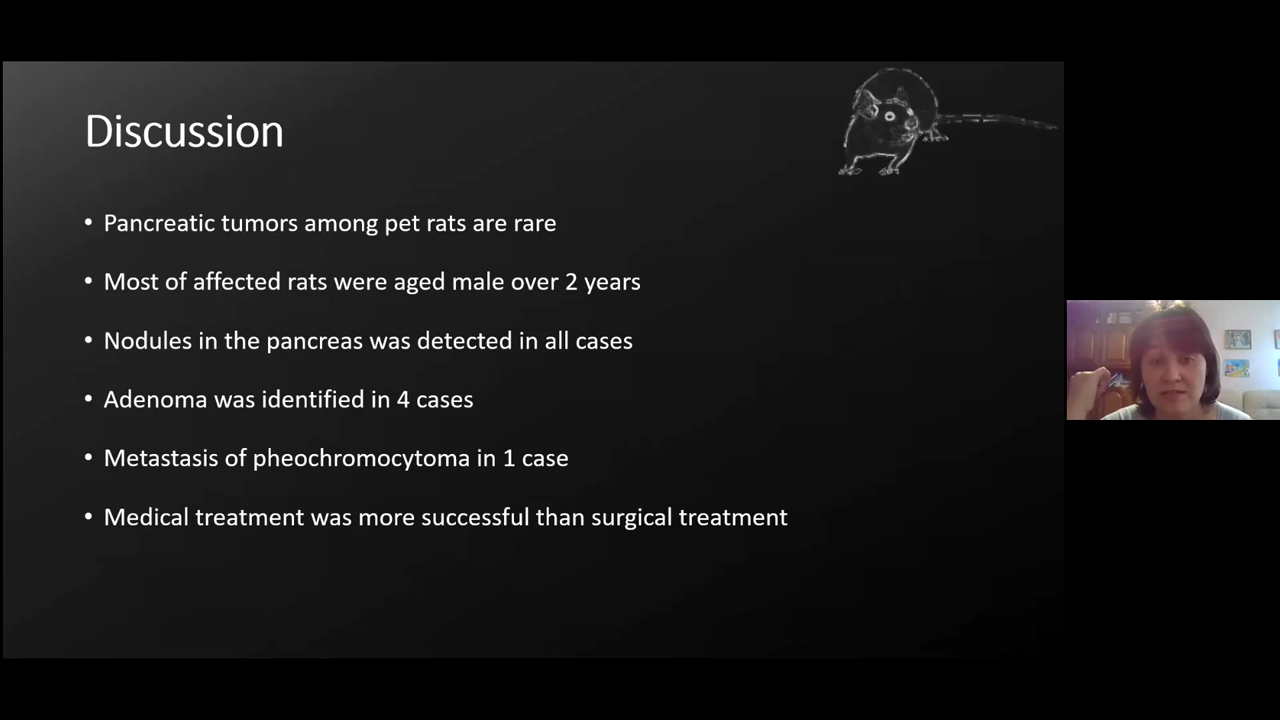 Discussion
• Pancreatic tumors among pet rats are rare
• Most of affected rats were aged male over 2 years
• Nodules in the pancreas was detected in all cases
• Adenoma was identified in 4 cases
• Metastasis of pheochromocytoma in 1 case
• Medical treatment was more successful than surgical treatment